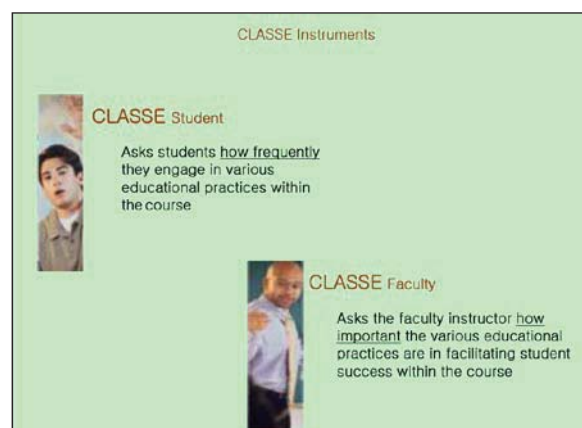 CLASSE Instruments
CLASSE Student
Asks students how frequently
they engage in various
educational practices within
the course
CLASSE Faculty
Asks the faculty instructor how
important the various educational
practices are in facilitating student
success within the course